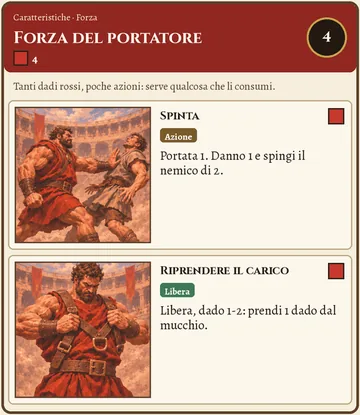 Caratteristiche · Forza
Forza del portatore
4
4
Tanti dadi rossi, poche azioni: serve qualcosa che li consumi.
Spinta
Azione
Portata 1. Danno 1 e spingi il
nemico di 2.
Riprendere il carico
Libera
Libera, dado 1-2: prendi 1 dado dal
mucchio.